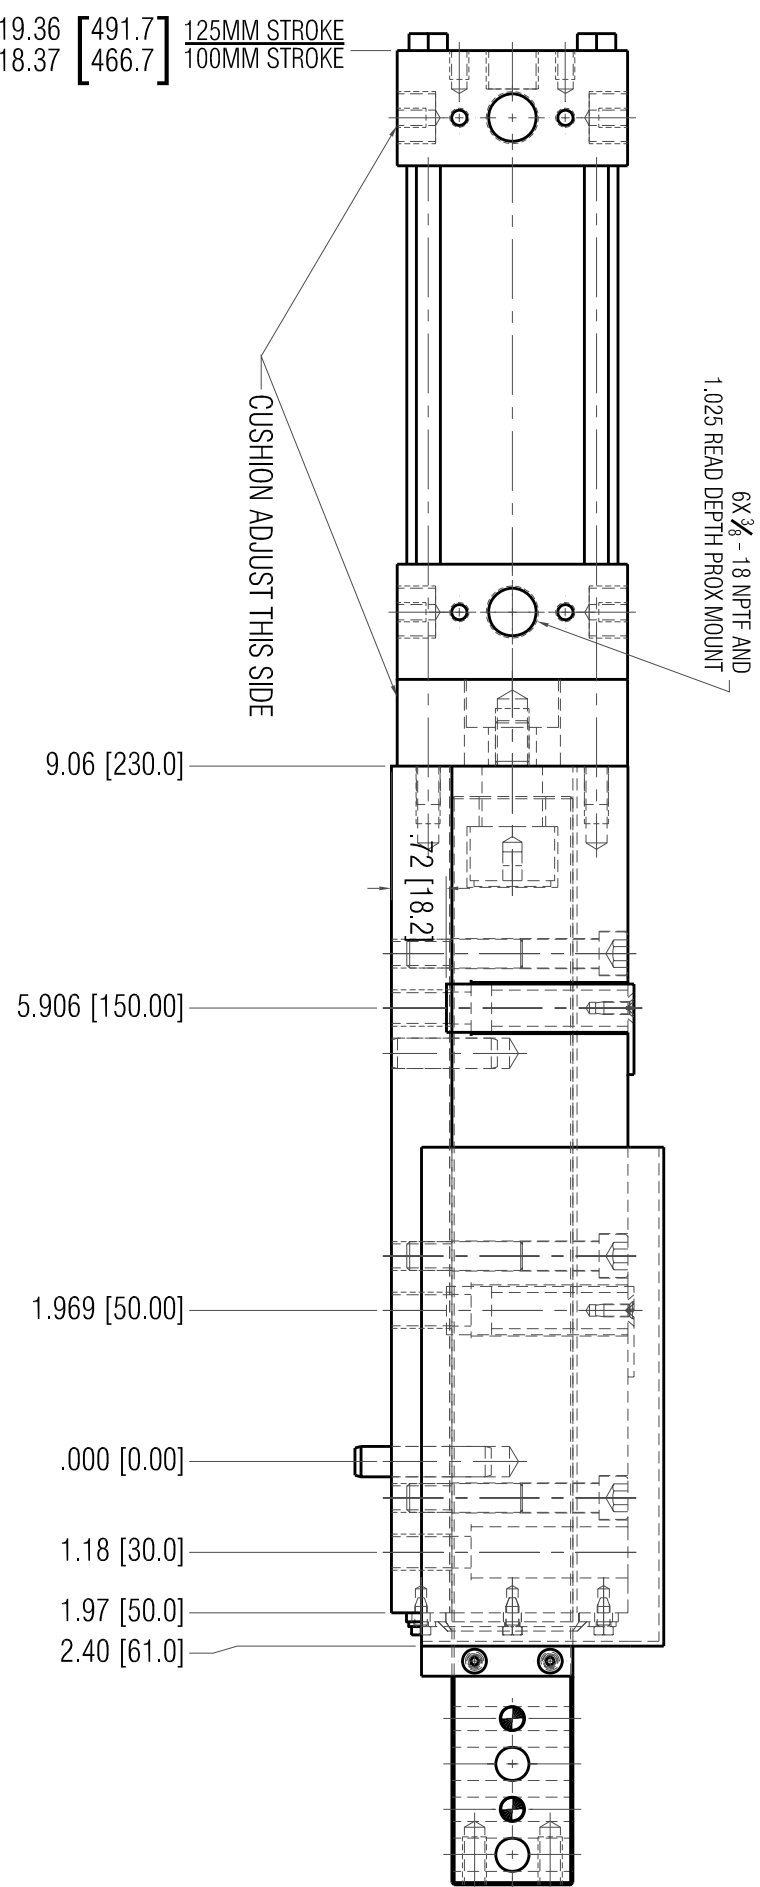 19.36 [491.7] 125MM STROKE
18.37 [466.7] 100MM STROKE
6X 3/8 - 18 NPTF AND
1.025 READ DEPTH PROX MOUNT
CUSHION ADJUST THIS SIDE
9.06 [230.0]
.72 [18.2]
5.906 [150.00]
1.969 [50.00]
.000 [0.00]
1.18 [30.0]
1.97 [50.0]
2.40 [61.0]